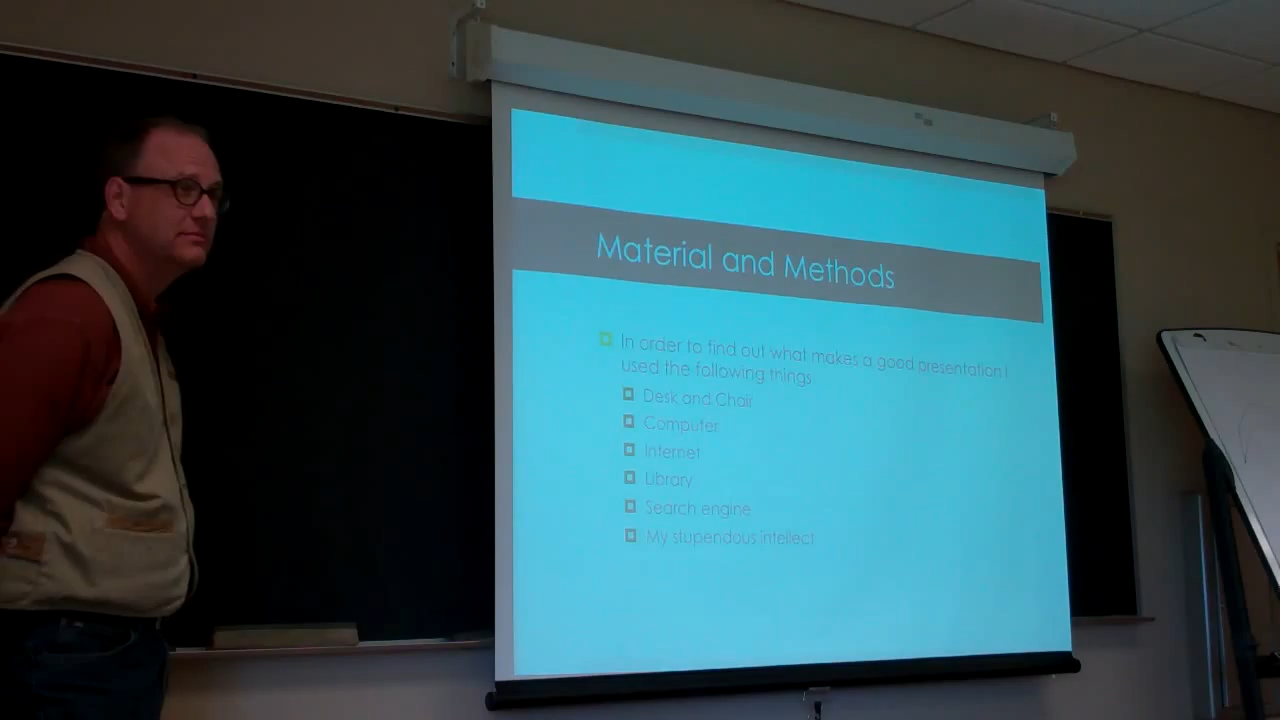 Material and Methods
In order to find out what makes a good presentation I
used the following things
Desk and Chair
Computer
Internet
Library
Search engine
My stupendous intellect